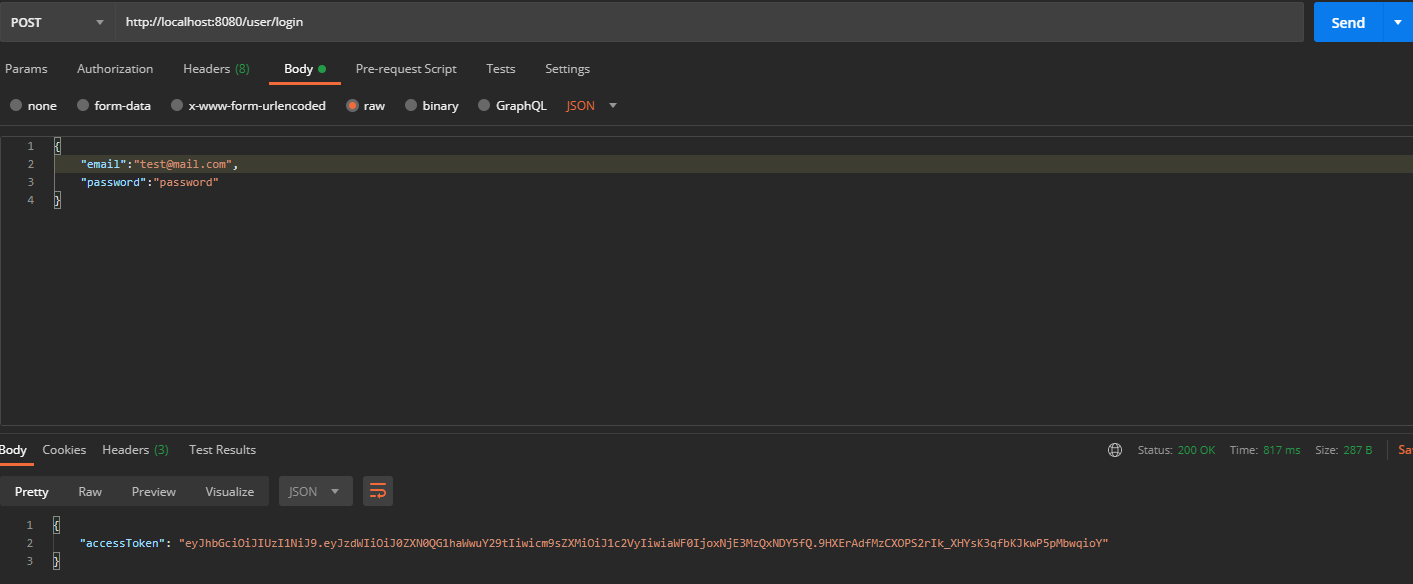 POST http://localhost:8080/user/login Send
Params Authorization Headers (8) Body Pre-request Script Tests Settings
none form-data x-www-form-urlencoded raw binary GraphQL JSON
1 {
2 "email":"test@mail.com",
3 "password":"password"
4 }
Body Cookies Headers (3) Test Results Status: 200 OK Time: 817 ms Size: 287 B
Pretty Raw Preview Visualize JSON
1 {
2 "accessToken": "eyJhbGciOiJIUzI1NiJ9.eyJzdWIiOiJ0ZXN0QG1haWwuY29tIiwicm9sZXMiOiJ1c2VyIiwiaWF0IjoxNjE3MzQxNDY5fQ.9HXErAdfMzCXOPS2rIk_XHYsK3qfbKJkwP5pMbwqioY"
3 }